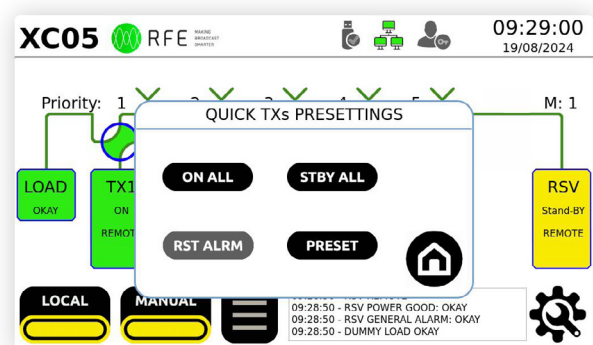 XC05 RFE MAKING BROADCAST SMARTER
09:29:00
19/08/2024
Priority: 1 M: 1
QUICK TXs PRESETTINGS
ON ALL STBY ALL
RST ALRM PRESET
LOAD
OKAY
TX1
ON
REMOT
RSV
Stand-BY
REMOTE
LOCAL MANUAL
09:28:50 - RSV POWER GOOD: OKAY
09:28:50 - RSV GENERAL ALARM: OKAY
09:28:50 - DUMMY LOAD OKAY